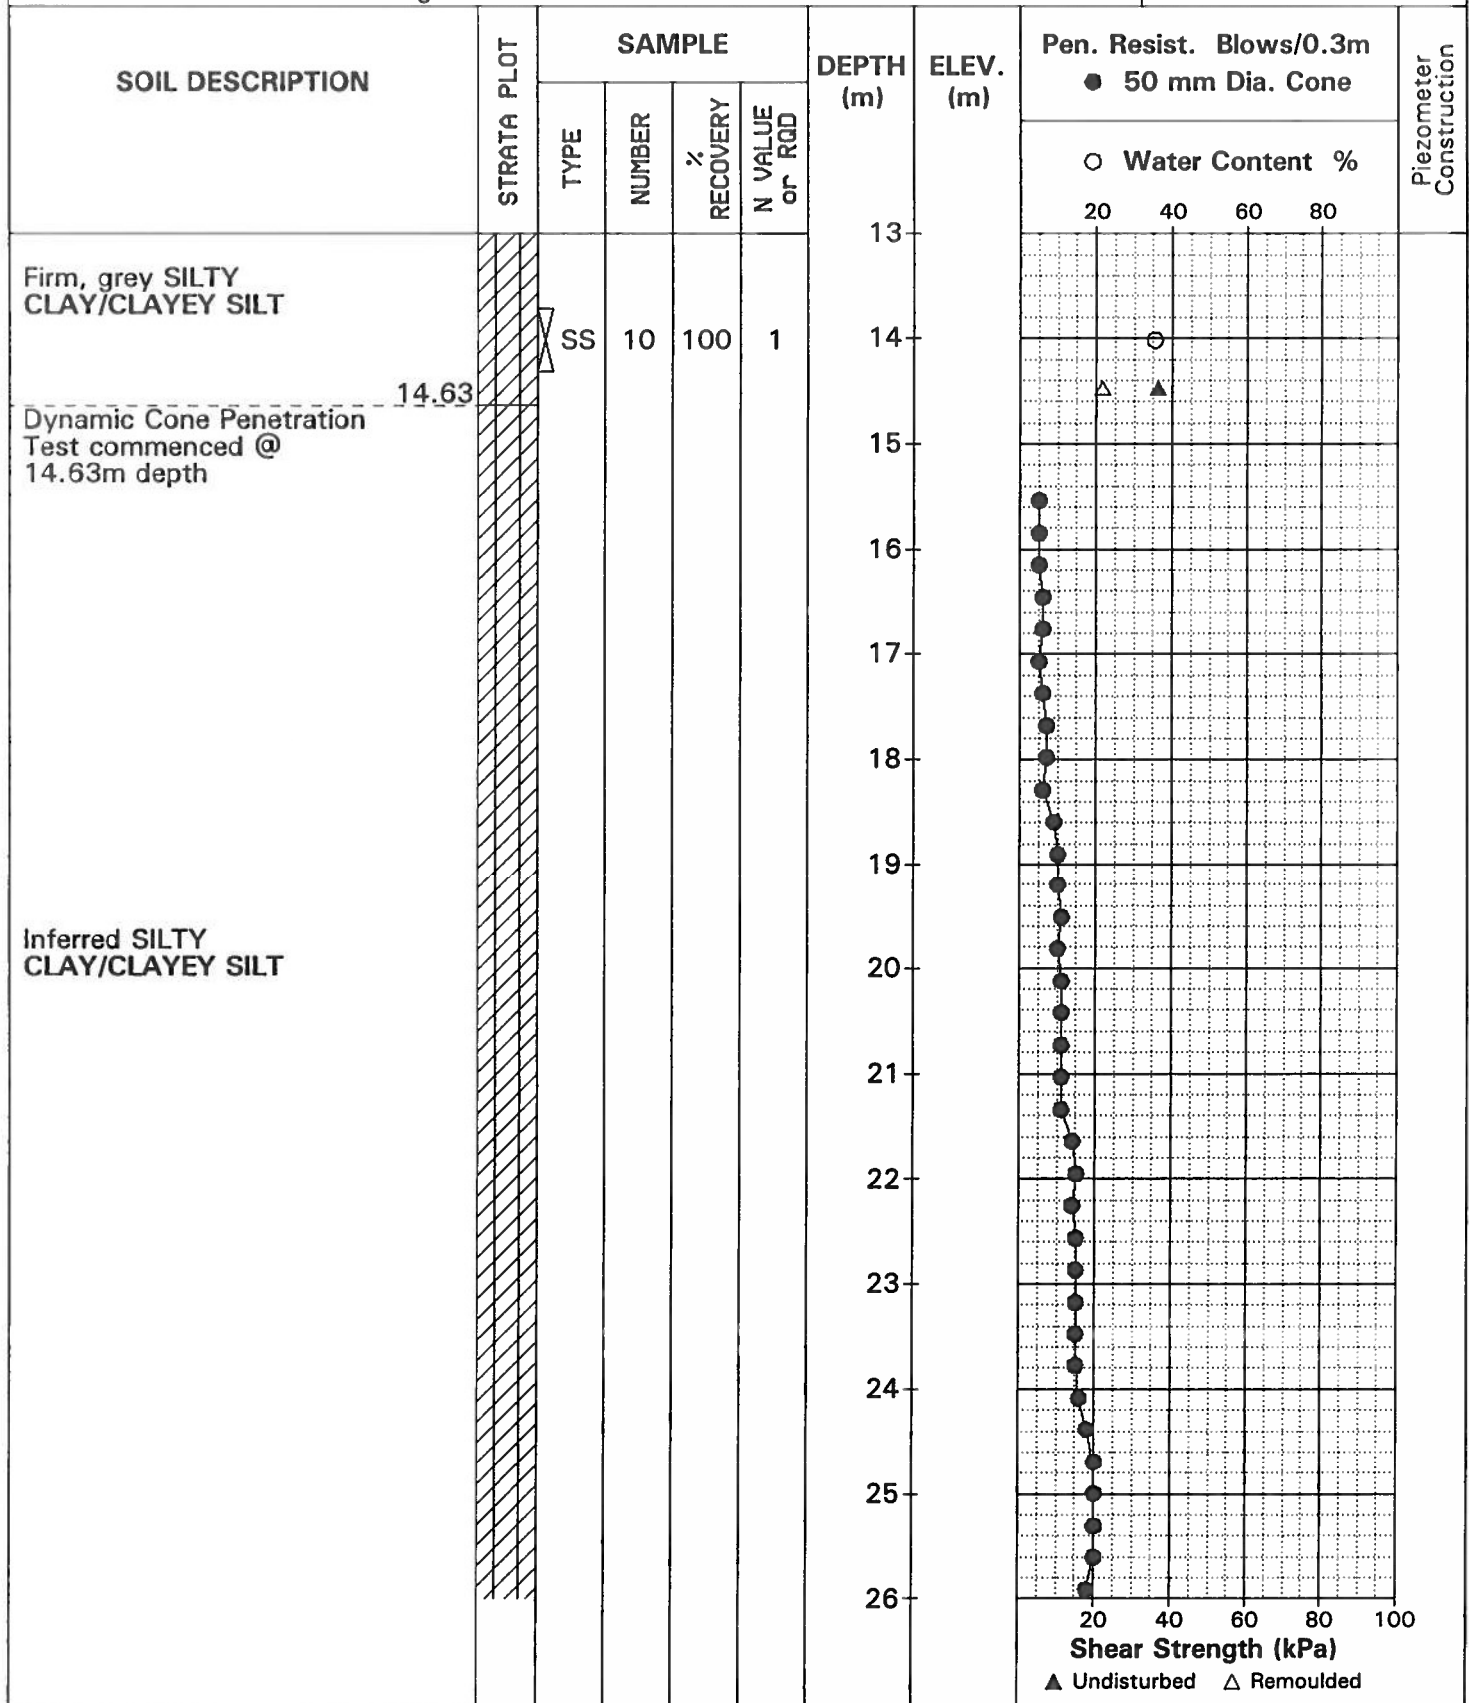 SOIL DESCRIPTION
STRATA PLOT
SAMPLE
TYPE
NUMBER
%
RECOVERY
N VALUE
or RQD
DEPTH
(m)
ELEV.
(m)
Pen. Resist. Blows/0.3m
● 50 mm Dia. Cone
○ Water Content %
20 40 60 80
Piezometer
Construction
13
Firm, grey SILTY
CLAY/CLAYEY SILT
SS 10 100 1
14
14.63
Dynamic Cone Penetration
Test commenced @
14.63m depth
15
16
17
18
19
Inferred SILTY
CLAY/CLAYEY SILT
20
21
22
23
24
25
26
20 40 60 80 100
Shear Strength (kPa)
▲ Undisturbed △ Remoulded